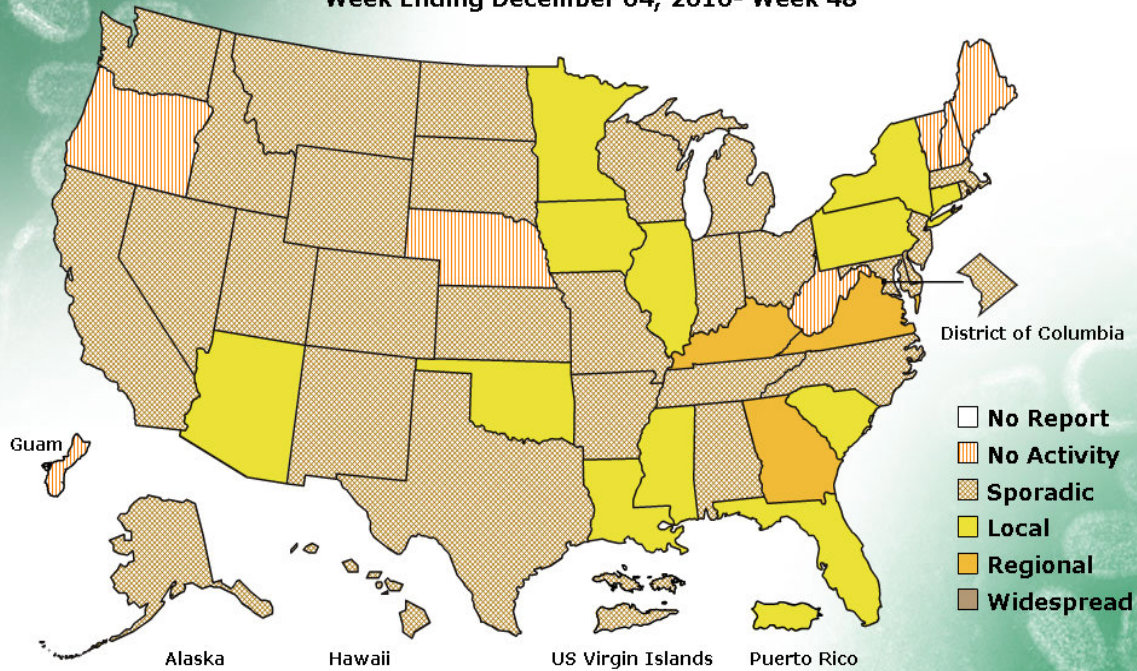 Week Ending December 04, 2010- Week 48
District of Columbia
No Report
Guam
No Activity
Sporadic
Local
Regional
Widespread
Alaska
Hawaii
US Virgin Islands
Puerto Rico